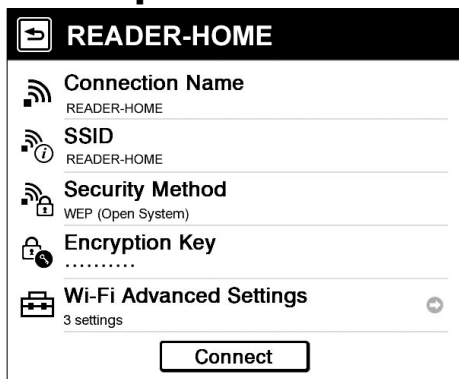 READER-HOME
Connection Name
READER-HOME
SSID
READER-HOME
Security Method
WEP (Open System)
Encryption Key
··········
Wi-Fi Advanced Settings
3 settings
Connect